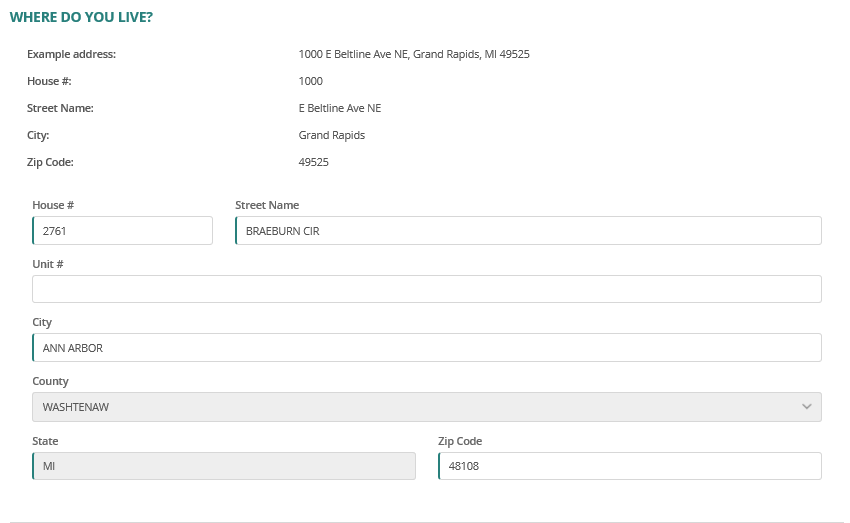 WHERE DO YOU LIVE?
Example address: 1000 E Beltline Ave NE, Grand Rapids, MI 49525
House #: 1000
Street Name: E Beltline Ave NE
City: Grand Rapids
Zip Code: 49525
House # Street Name
2761 BRAEBURN CIR
Unit #
City
ANN ARBOR
County
WASHTENAW
State Zip Code
MI 48108